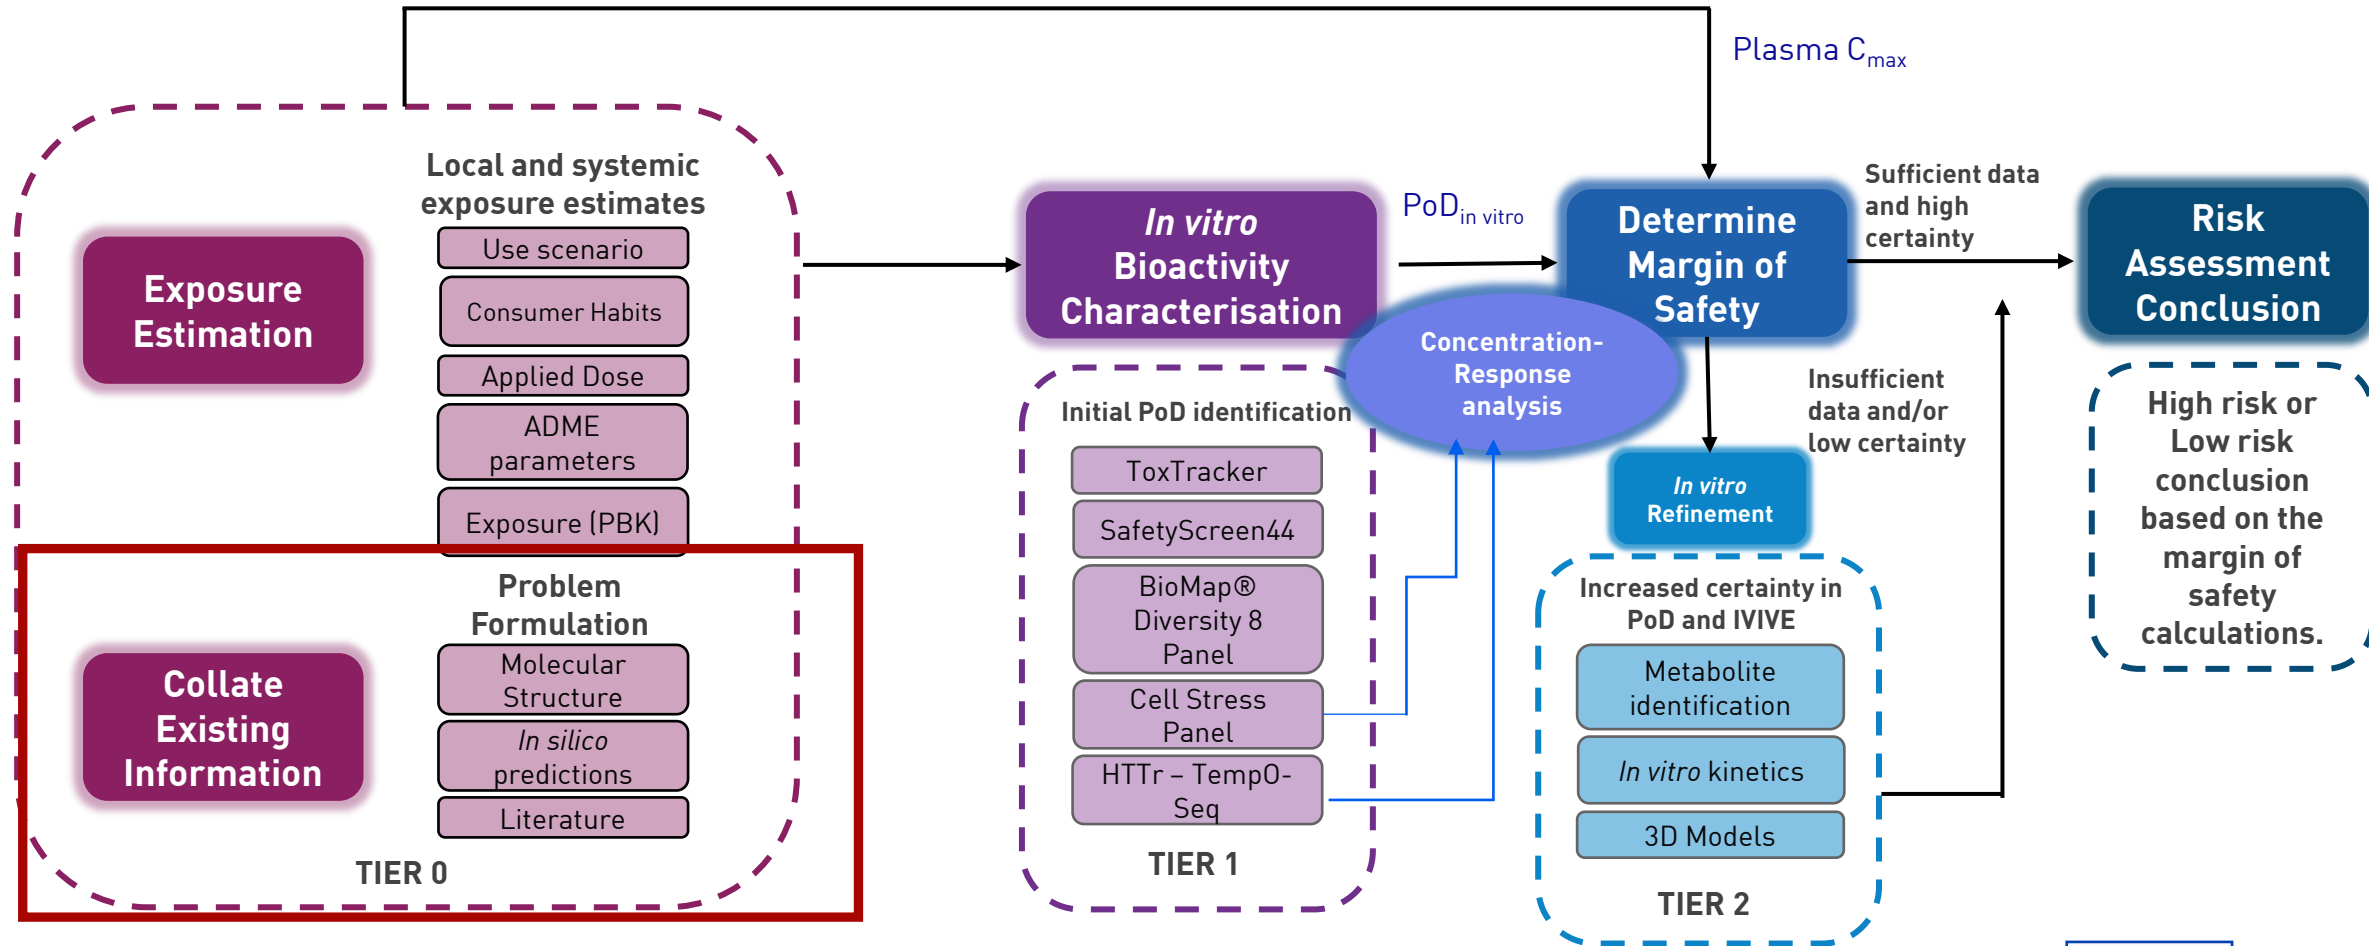 Plasma Cmax
Local and systemic
exposure estimates
Exposure
Estimation
Use scenario
Consumer Habits
Applied Dose
ADME
parameters
Exposure (PBK)
Problem
Formulation
Collate
Existing
Information
Molecular
Structure
In silico
predictions
Literature
TIER 0
In vitro
Bioactivity
Characterisation
Initial PoD identification
ToxTracker
SafetyScreen44
BioMap®
Diversity 8
Panel
Cell Stress
Panel
HTTr – TempO-
Seq
TIER 1
PoDin vitro
Determine
Margin of
Safety
Concentration-
Response
analysis
Sufficient data
and high
certainty
Insufficient
data and/or
low certainty
In vitro
Refinement
Increased certainty in
PoD and IVIVE
Metabolite
identification
In vitro kinetics
3D Models
TIER 2
Risk
Assessment
Conclusion
High risk or
Low risk
conclusion
based on the
margin of
safety
calculations.